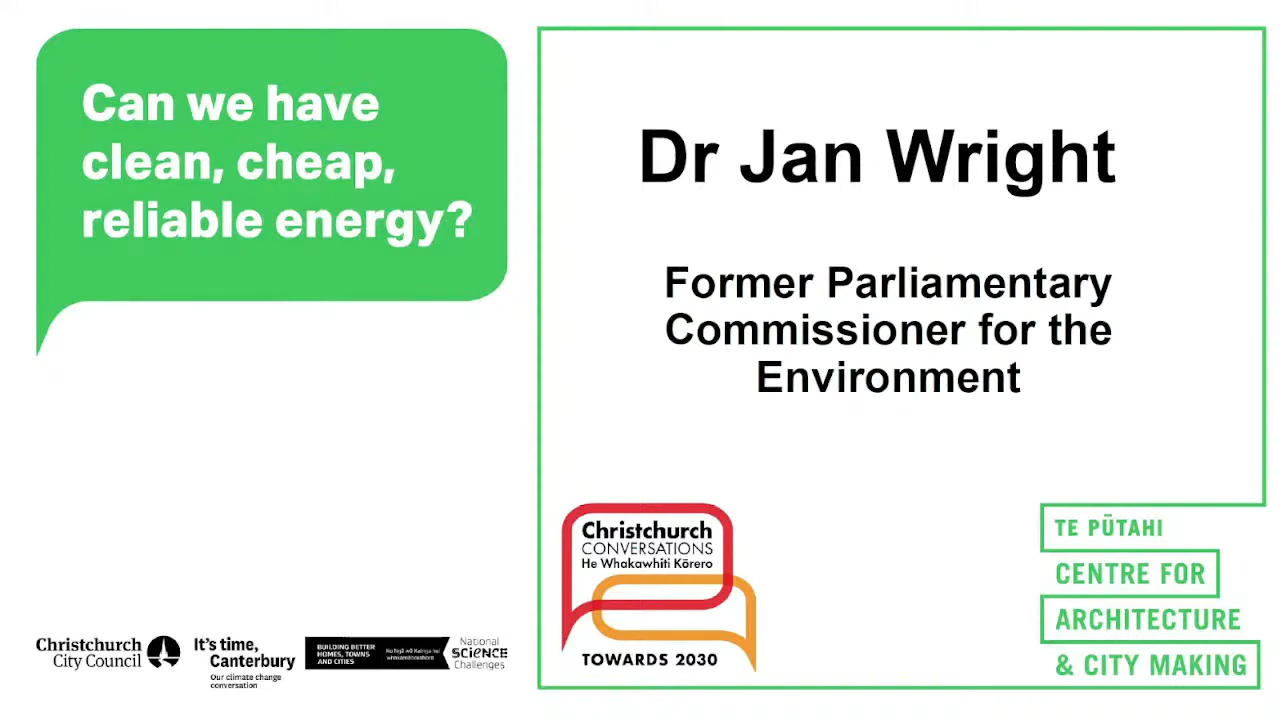 Can we have
clean, cheap,
reliable energy?
Dr Jan Wright
Former Parliamentary
Commissioner for the
Environment
Christchurch
CONVERSATIONS
He Whakawhiti Kōrero
TOWARDS 2030
TE PŪTAHI
CENTRE FOR
ARCHITECTURE
& CITY MAKING
Christchurch
City Council
It's time,
Canterbury
Our climate change
conversation
BUILDING BETTER
HOMES, TOWNS
AND CITIES
National
SCIENCE
Challenges